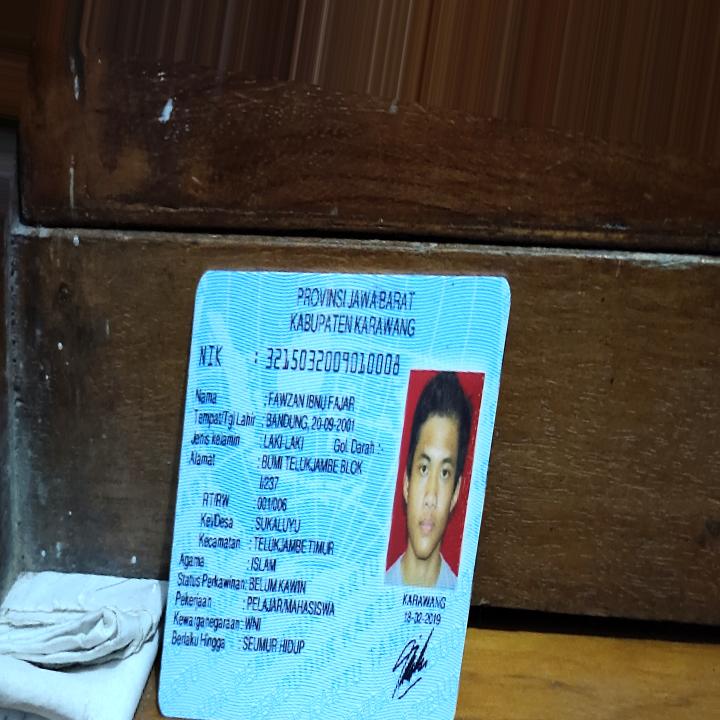 PROVINSI JAWA BARAT
KABUPATEN KARAWANG
NIK : 3215032009010008
Nama : FAWZAN IBNU FAJAR
Tempat/Tgl Lahir : BANDUNG, 20-09-2001
Jenis kelamin : LAKI-LAKI Gol. Darah :-
Alamat : BUMI TELUKJAMBE BLOK
I/237
RT/RW : 001/006
Kel/Desa : SUKALUYU
Kecamatan : TELUKJAMBE TIMUR
Agama : ISLAM
Status Perkawinan: BELUM KAWIN
Pekerjaan : PELAJAR/MAHASISWA
Kewarganegaraan: WNI
Berlaku Hingga : SEUMUR HIDUP
KARAWANG
18-02-2019